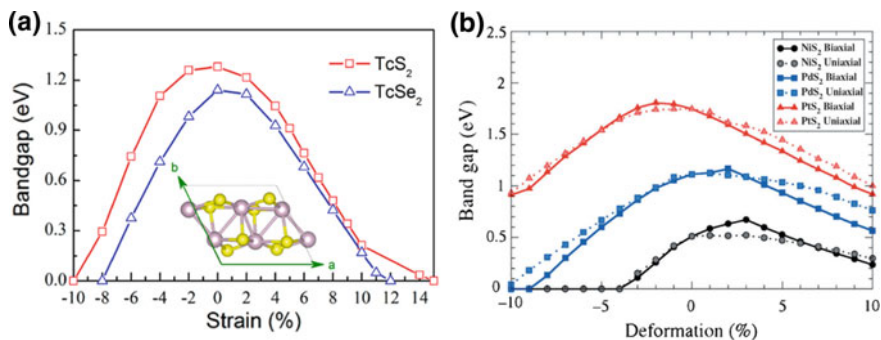 (a)
Bandgap (eV)
1.5
1.2
0.9
0.6
0.3
0.0
TcS2
TcSe2
b
a
-10 -8 -6 -4 -2 0 2 4 6 8 10 12 14
Strain (%)
(b)
Band gap (eV)
2.5
2
1.5
1
0.5
0
NiS2 Biaxial
NiS2 Uniaxial
PdS2 Biaxial
PdS2 Uniaxial
PtS2 Biaxial
PtS2 Uniaxial
-10 -5 0 5 10
Deformation (%)